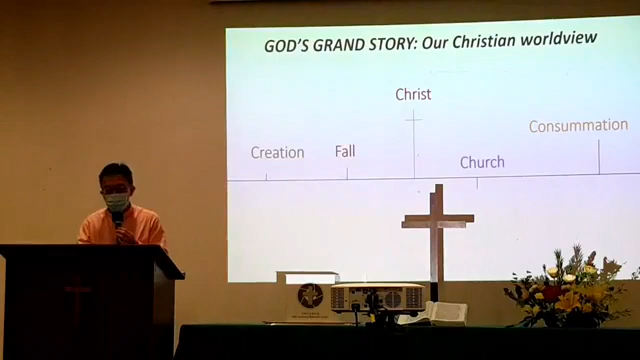 GOD'S GRAND STORY: Our Christian worldview
Christ
Consummation
Creation
Fall
Church